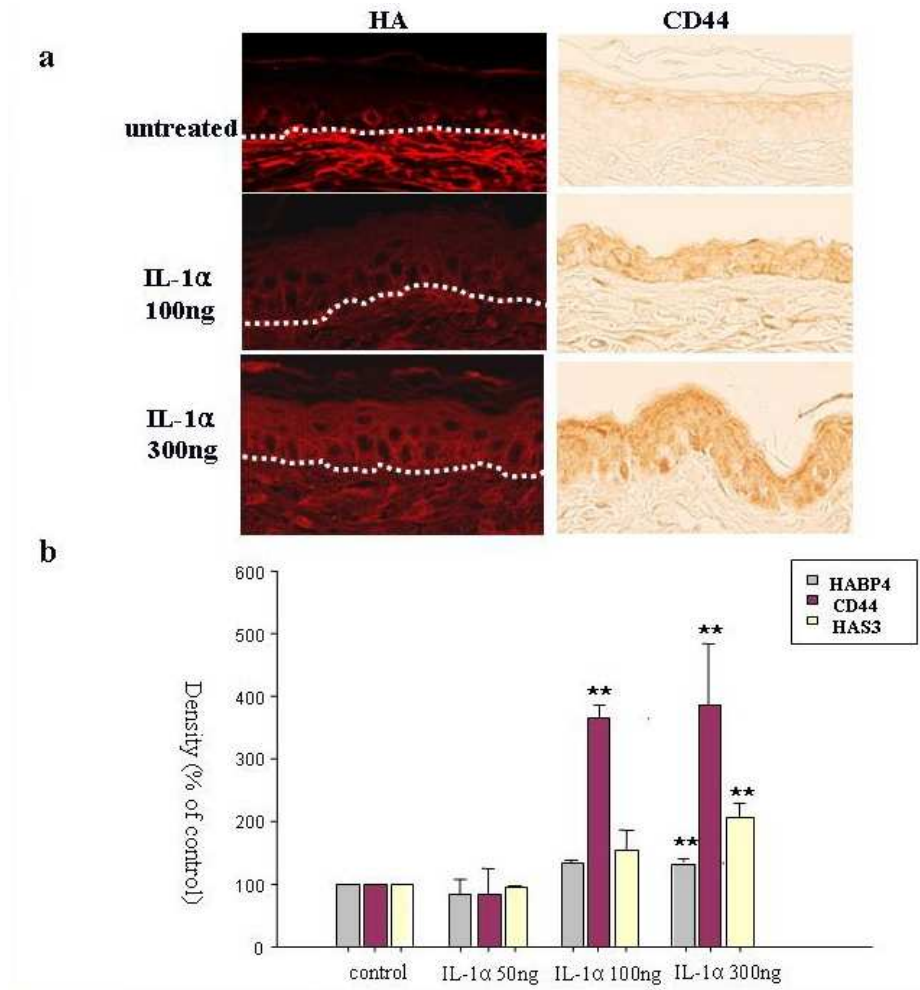 HA
CD44
a
untreated
IL-1α
100ng
IL-1α
300ng
b
600
500
400
300
200
100
0
Density (% of control)
HABP4
CD44
HAS3
**
**
**
**
control
IL-1α 50ng
IL-1α 100ng
IL-1α 300ng